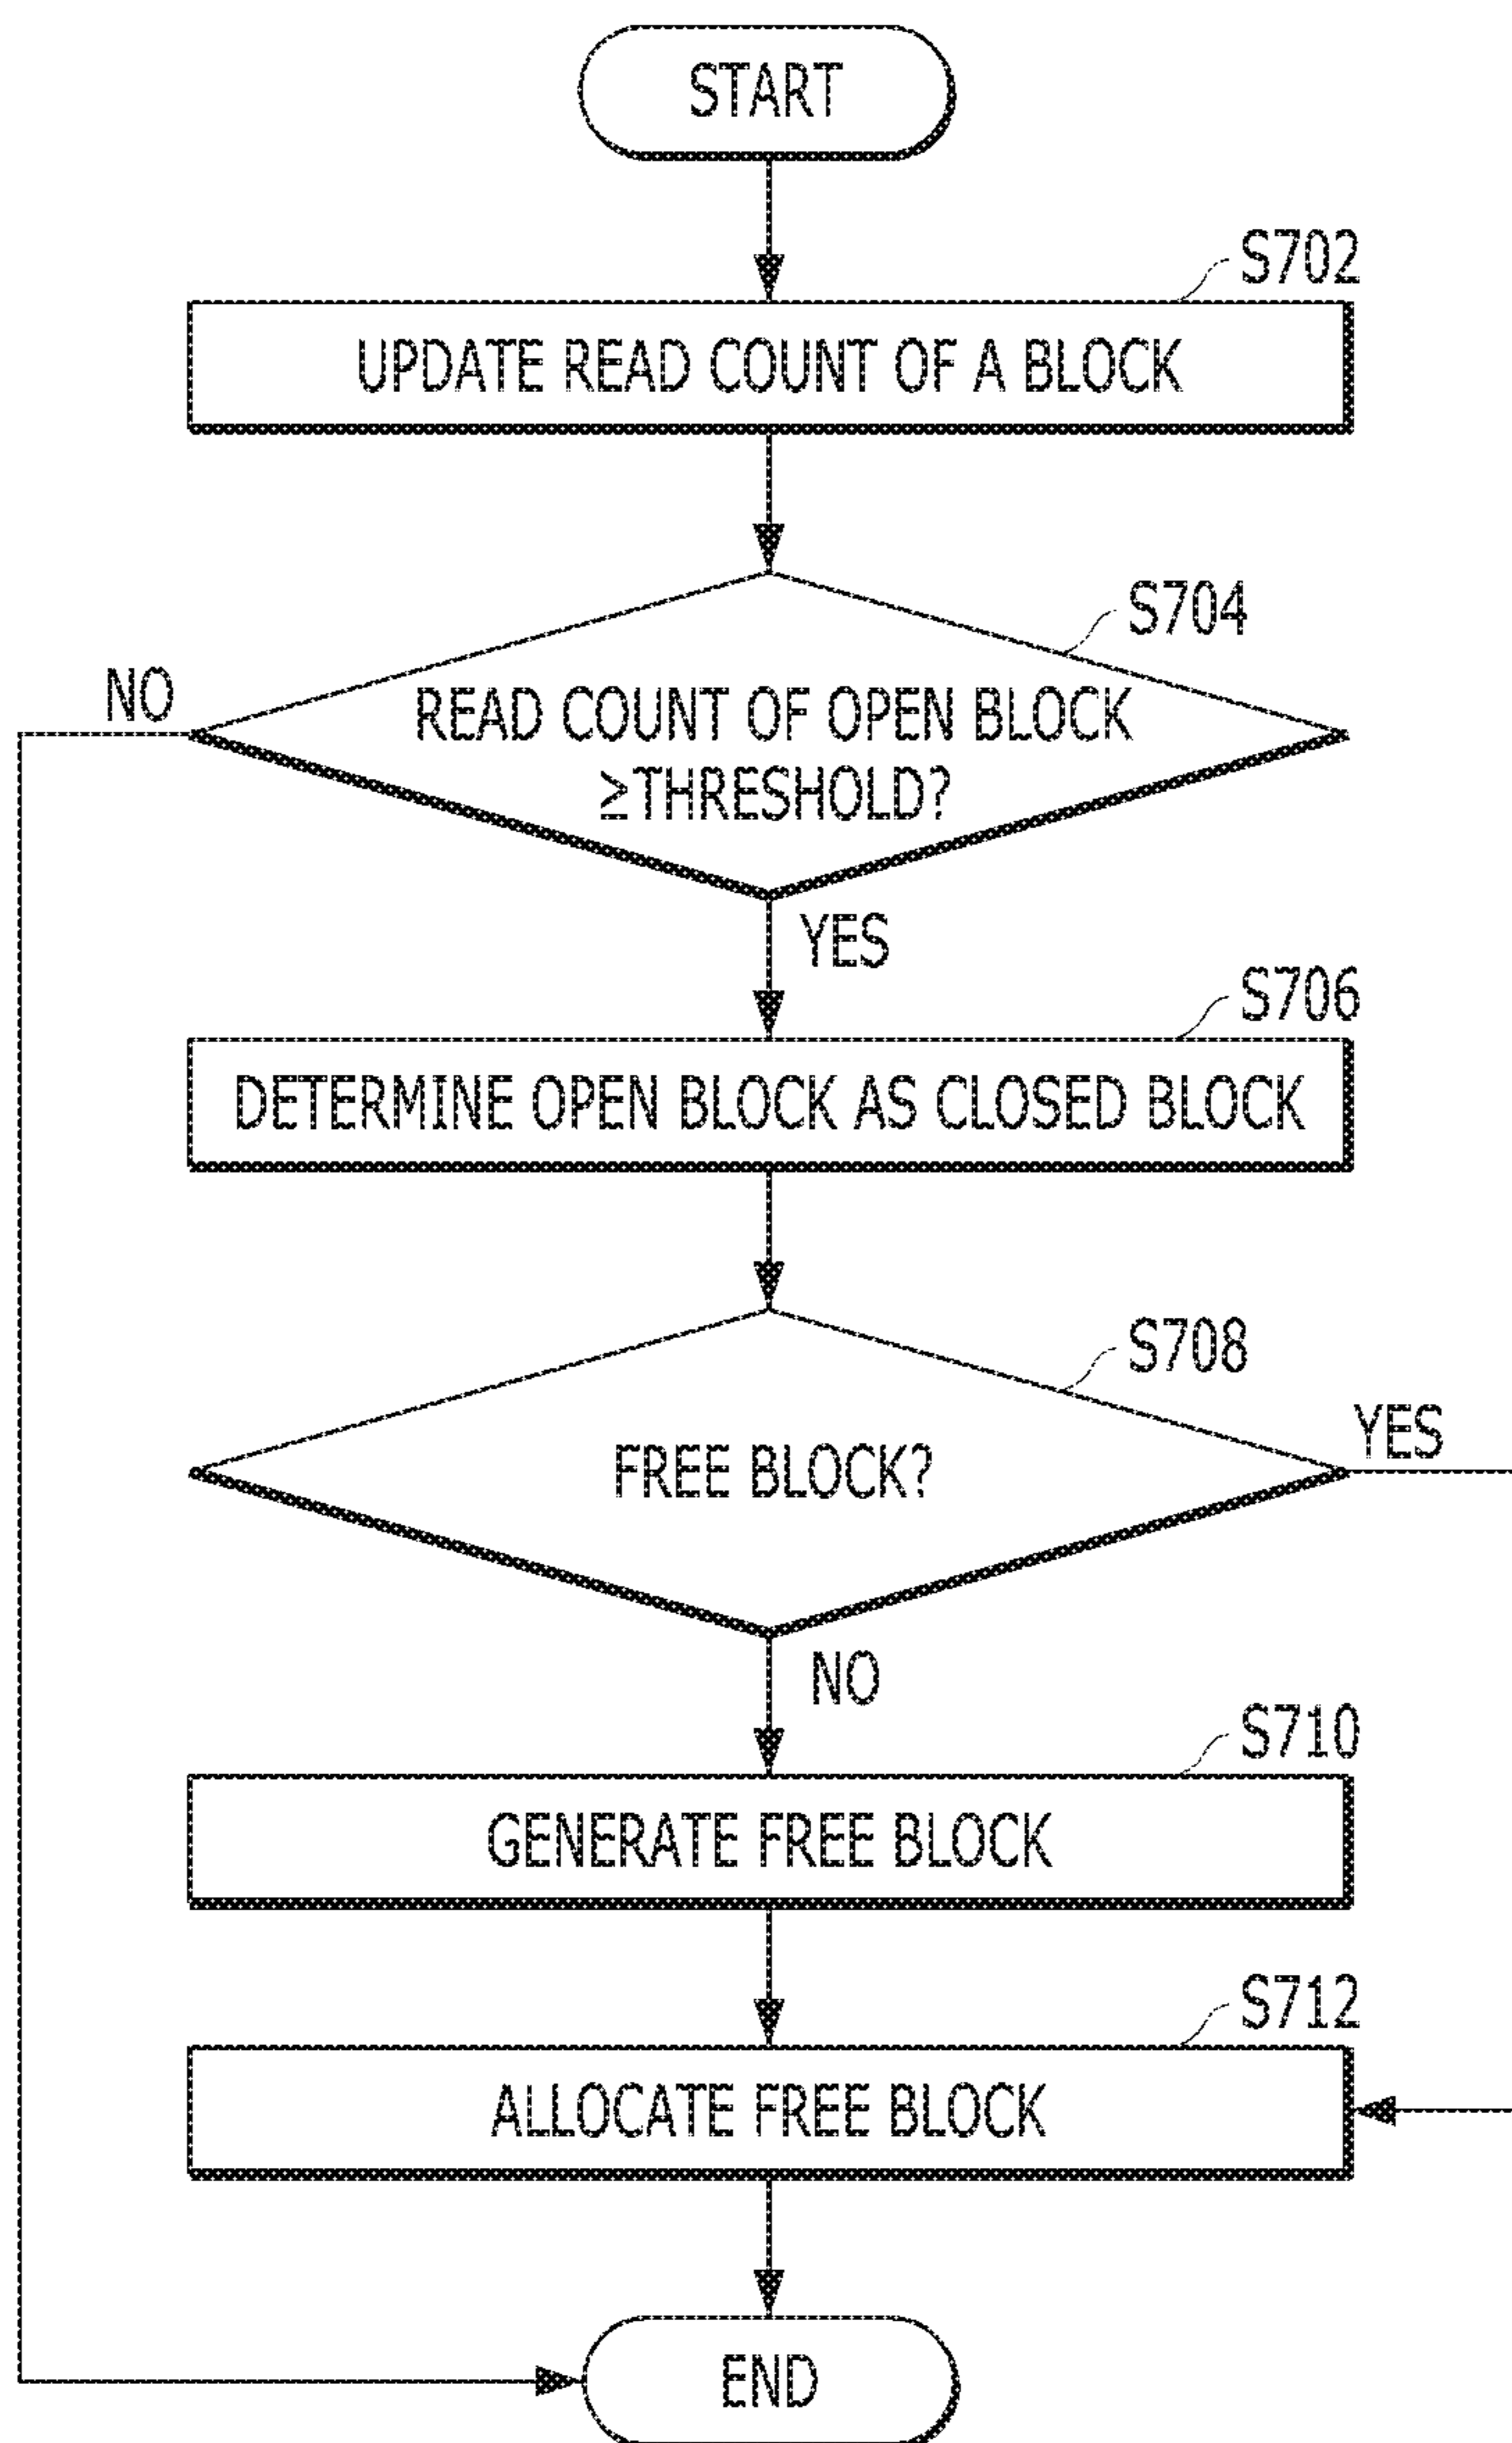 START
S702
UPDATE READ COUNT OF A BLOCK
S704
NO
READ COUNT OF OPEN BLOCK
≥THRESHOLD?
YES
S706
DETERMINE OPEN BLOCK AS CLOSED BLOCK
S708
YES
FREE BLOCK?
NO
S710
GENERATE FREE BLOCK
S712
ALLOCATE FREE BLOCK
END